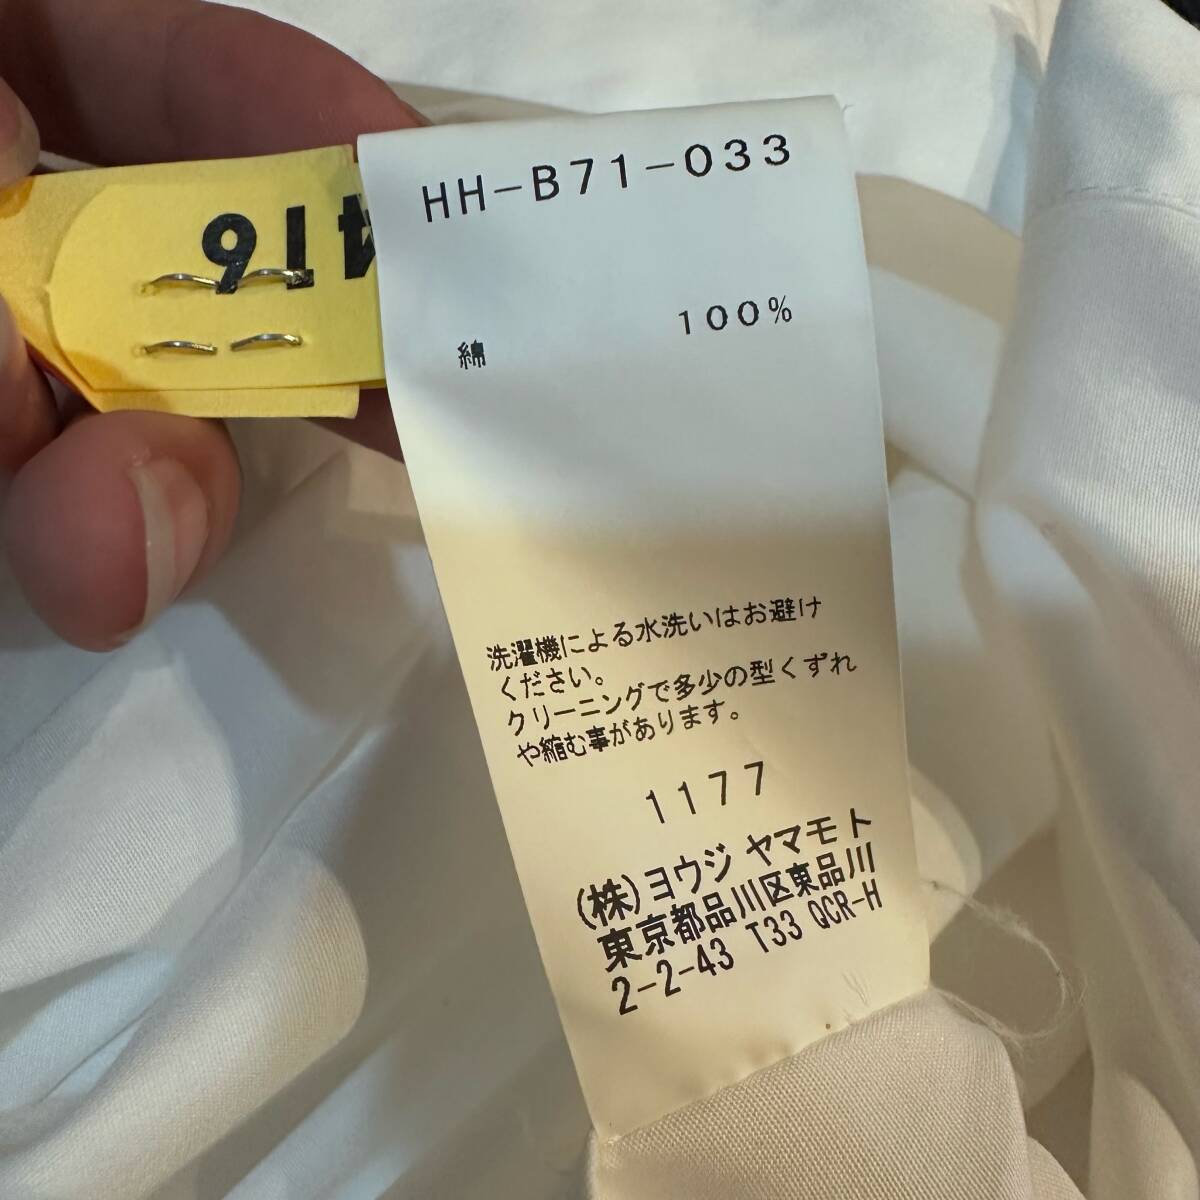 416
HH-B71-033
綿 100%
洗濯機による水洗いはお避け
ください。
クリーニングで多少の型くずれ
や縮む事があります。
1177
(株)ヨウジ ヤマモト
東京都品川区東品川
2-2-43 T33 QCR-H